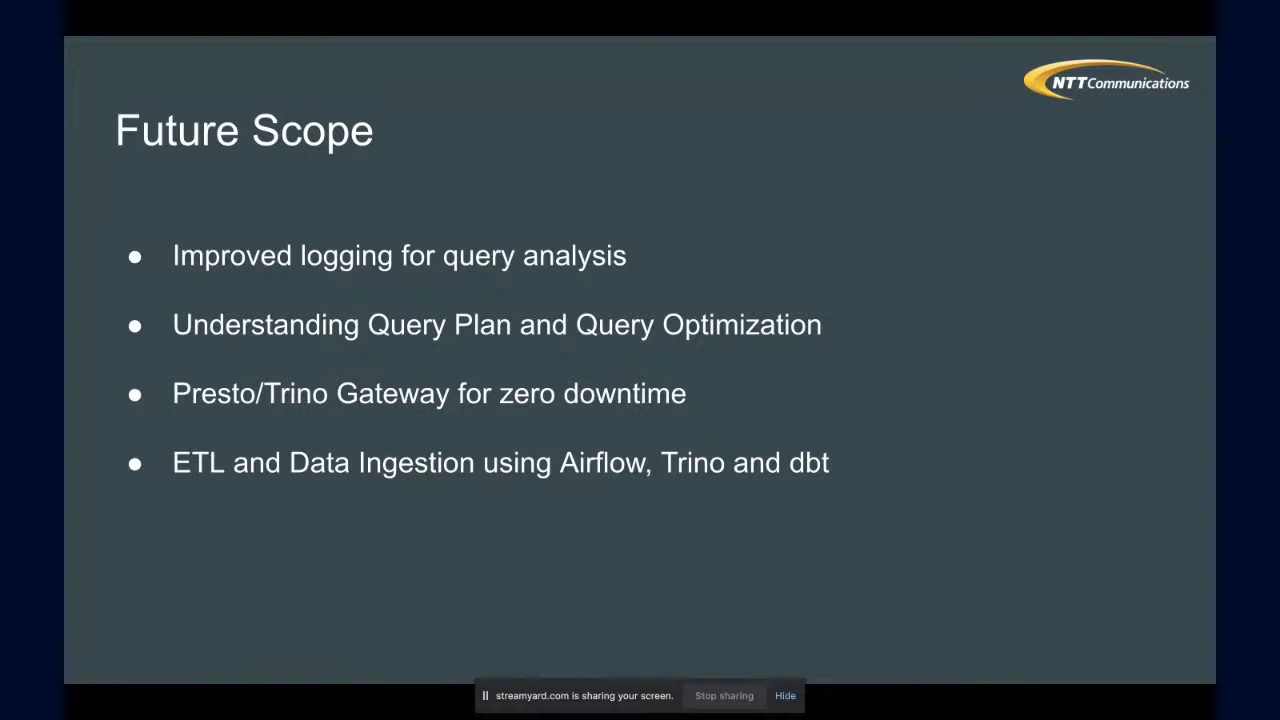 NTT Communications
Future Scope
● Improved logging for query analysis
● Understanding Query Plan and Query Optimization
● Presto/Trino Gateway for zero downtime
● ETL and Data Ingestion using Airflow, Trino and dbt
streamyard.com is sharing your screen. Stop sharing Hide